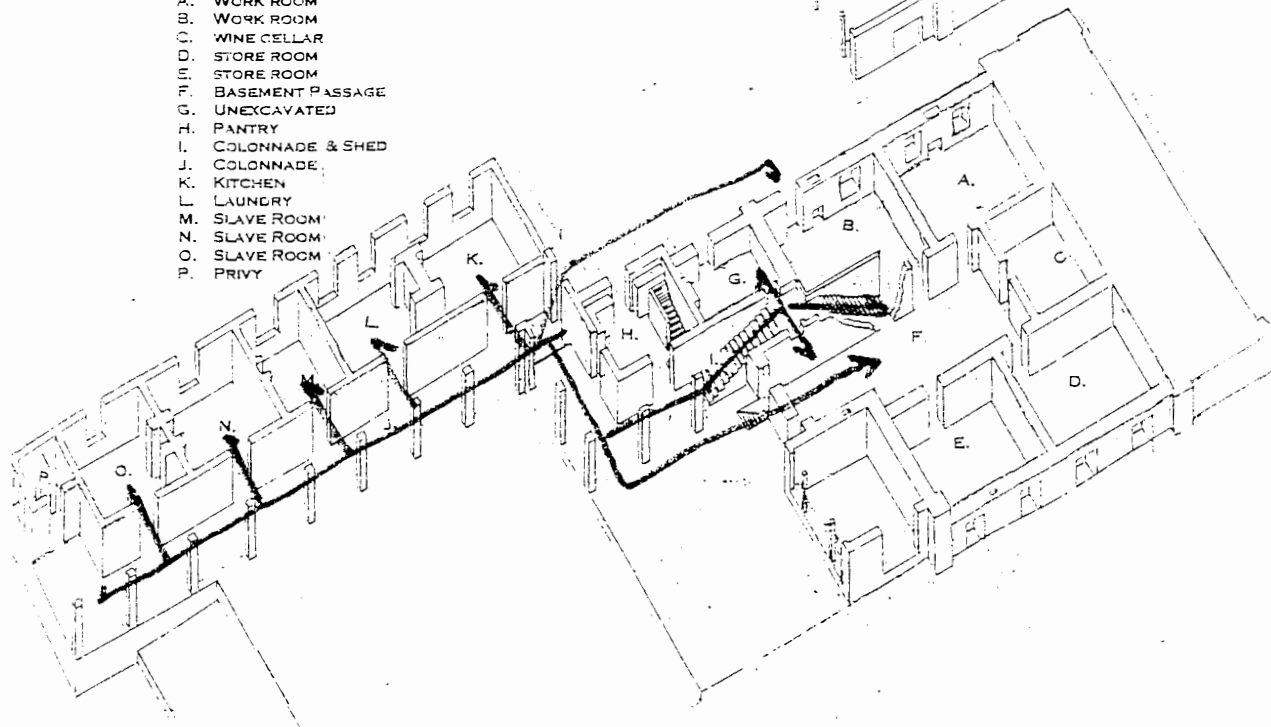 A. WORK ROOM
B. WORK ROOM
C. WINE CELLAR
D. STORE ROOM
E. STORE ROOM
F. BASEMENT PASSAGE
G. UNEXCAVATED
H. PANTRY
I. COLONNADE & SHED
J. COLONNADE
K. KITCHEN
L. LAUNDRY
M. SLAVE ROOM
N. SLAVE ROOM
O. SLAVE ROOM
P. PRIVY
A.
B.
C.
K.
G.
L.
H.
F.
M.
D.
N.
J.
E.
O.
P.